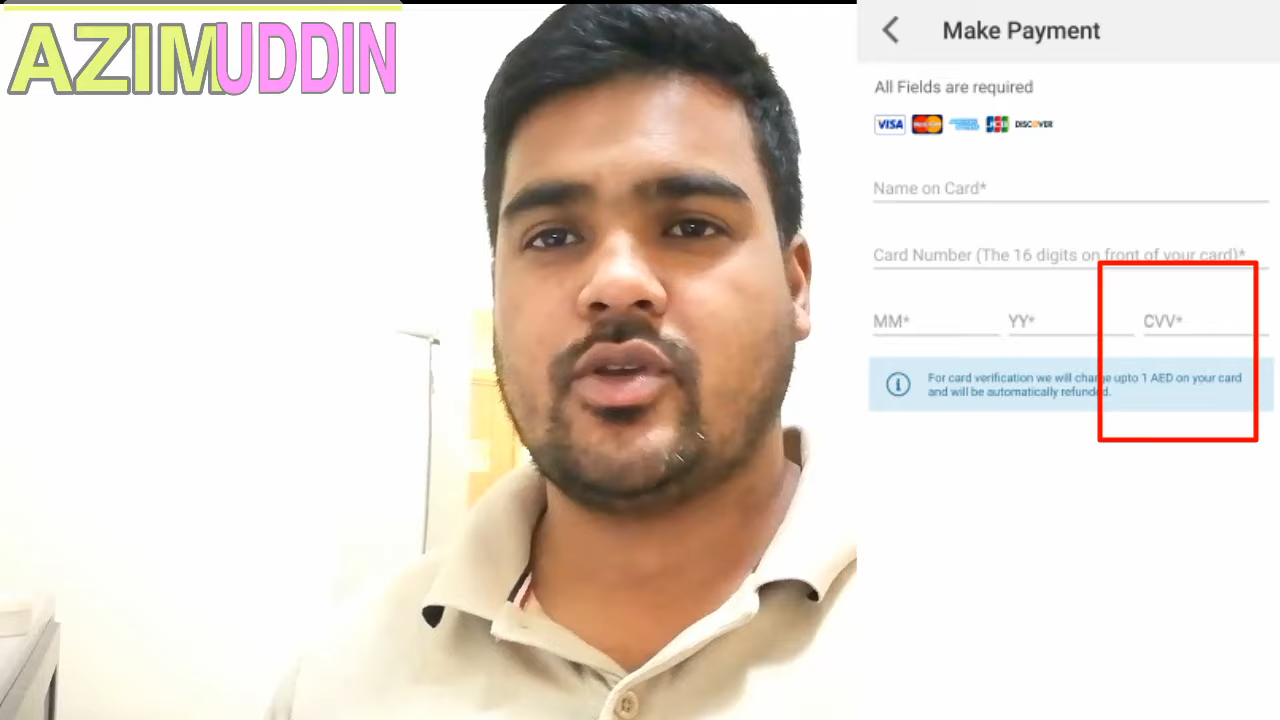 AZIMUDDIN
Make Payment
All Fields are required
VISA MasterCard JCB DISCOVER
Name on Card*
Card Number (The 16 digits on front of your card)*
MM* YY* CVV*
For card verification we will charge upto 1 AED on your card
and will be automatically refunded.